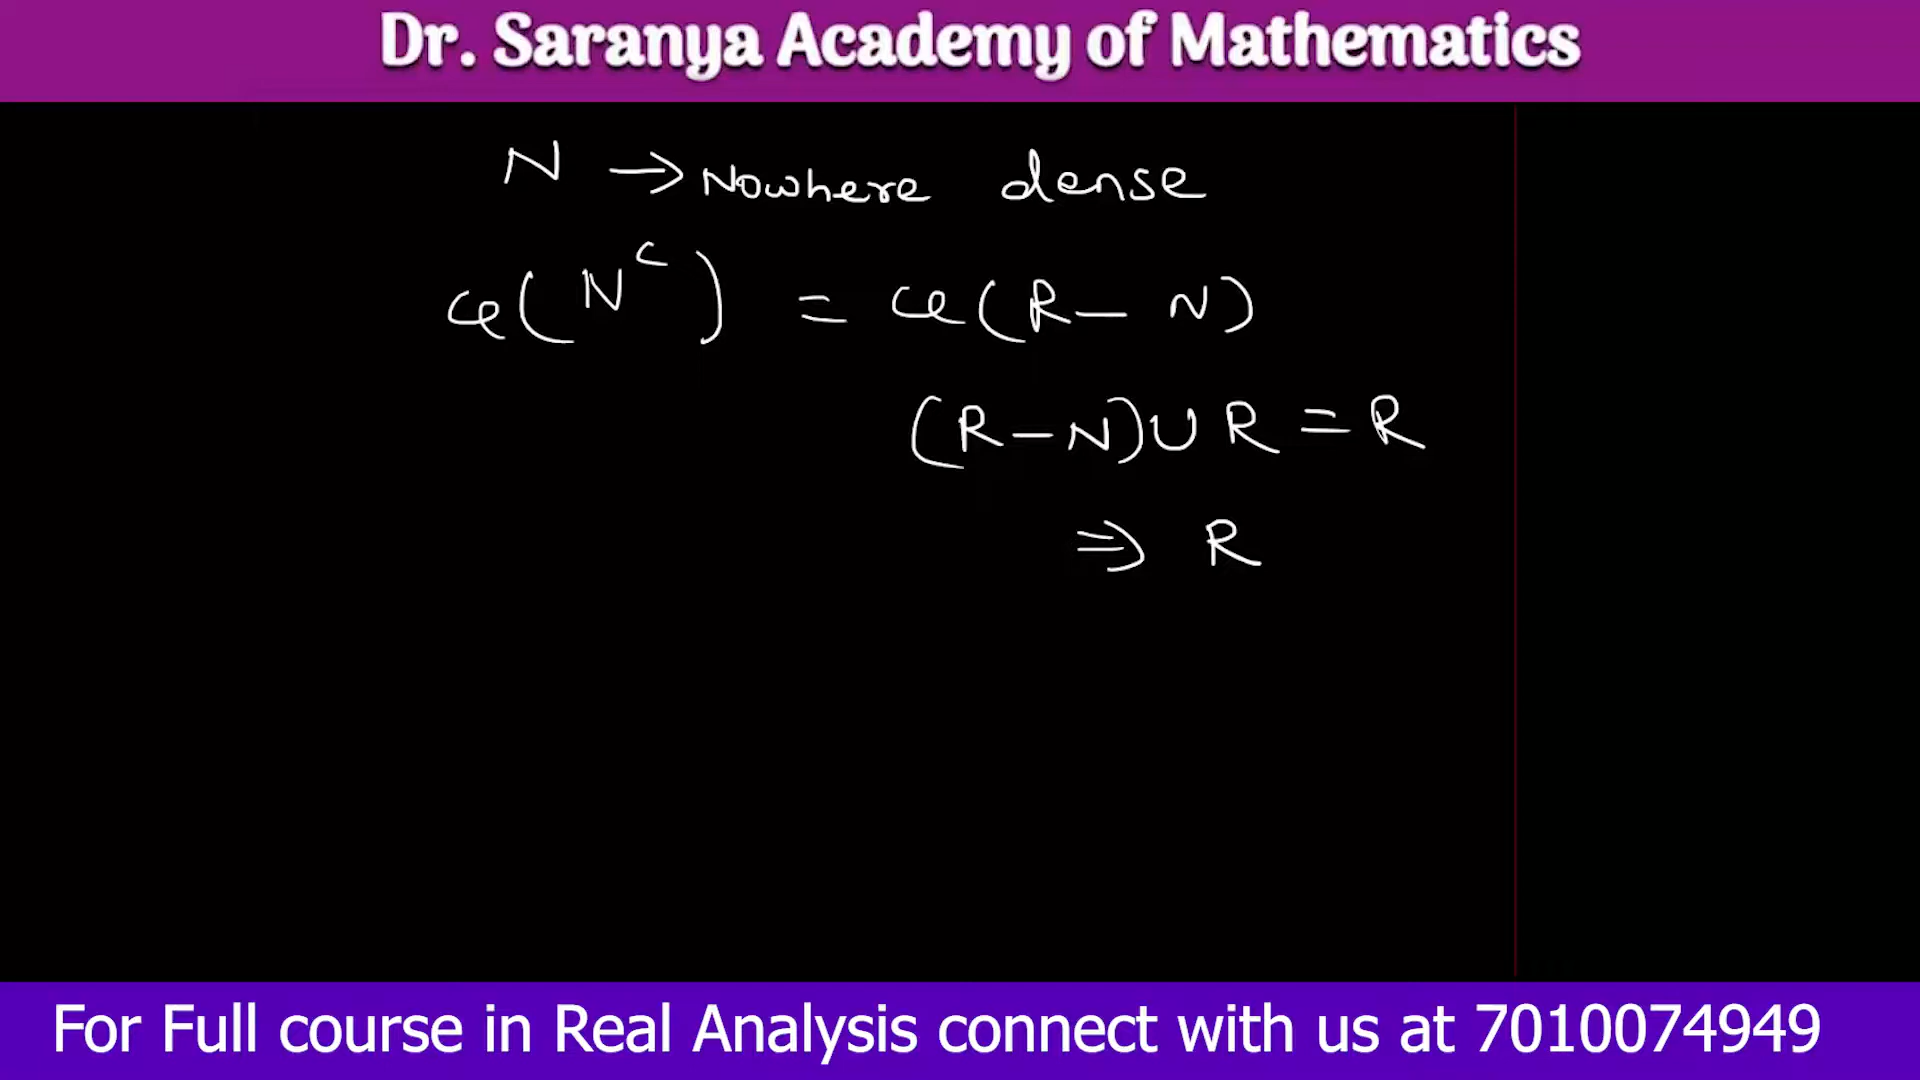 Dr. Saranya Academy of Mathematics
N → Nowhere dense
cl(N^c) = cl(R - N)
(R - N) ∪ R = R
⇒ R
For Full course in Real Analysis connect with us at 7010074949